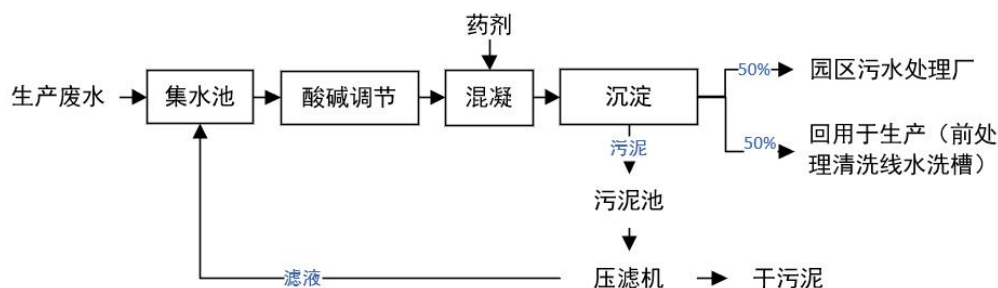 药剂
生产废水
集水池
酸碱调节
混凝
沉淀
50%
园区污水处理厂
50%
回用于生产（前处
理清洗线水洗槽）
污泥
污泥池
滤液
压滤机
干污泥